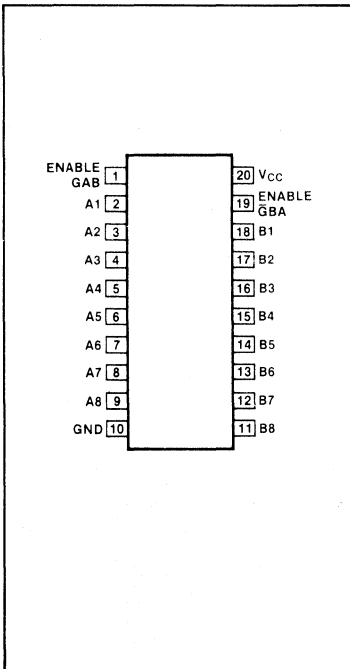 ENABLE
GAB 1 20 VCC
A1 2 19 ENABLE
G̅BA
A2 3 18 B1
A3 4 17 B2
A4 5 16 B3
A5 6 15 B4
A6 7 14 B5
A7 8 13 B6
A8 9 12 B7
GND 10 11 B8